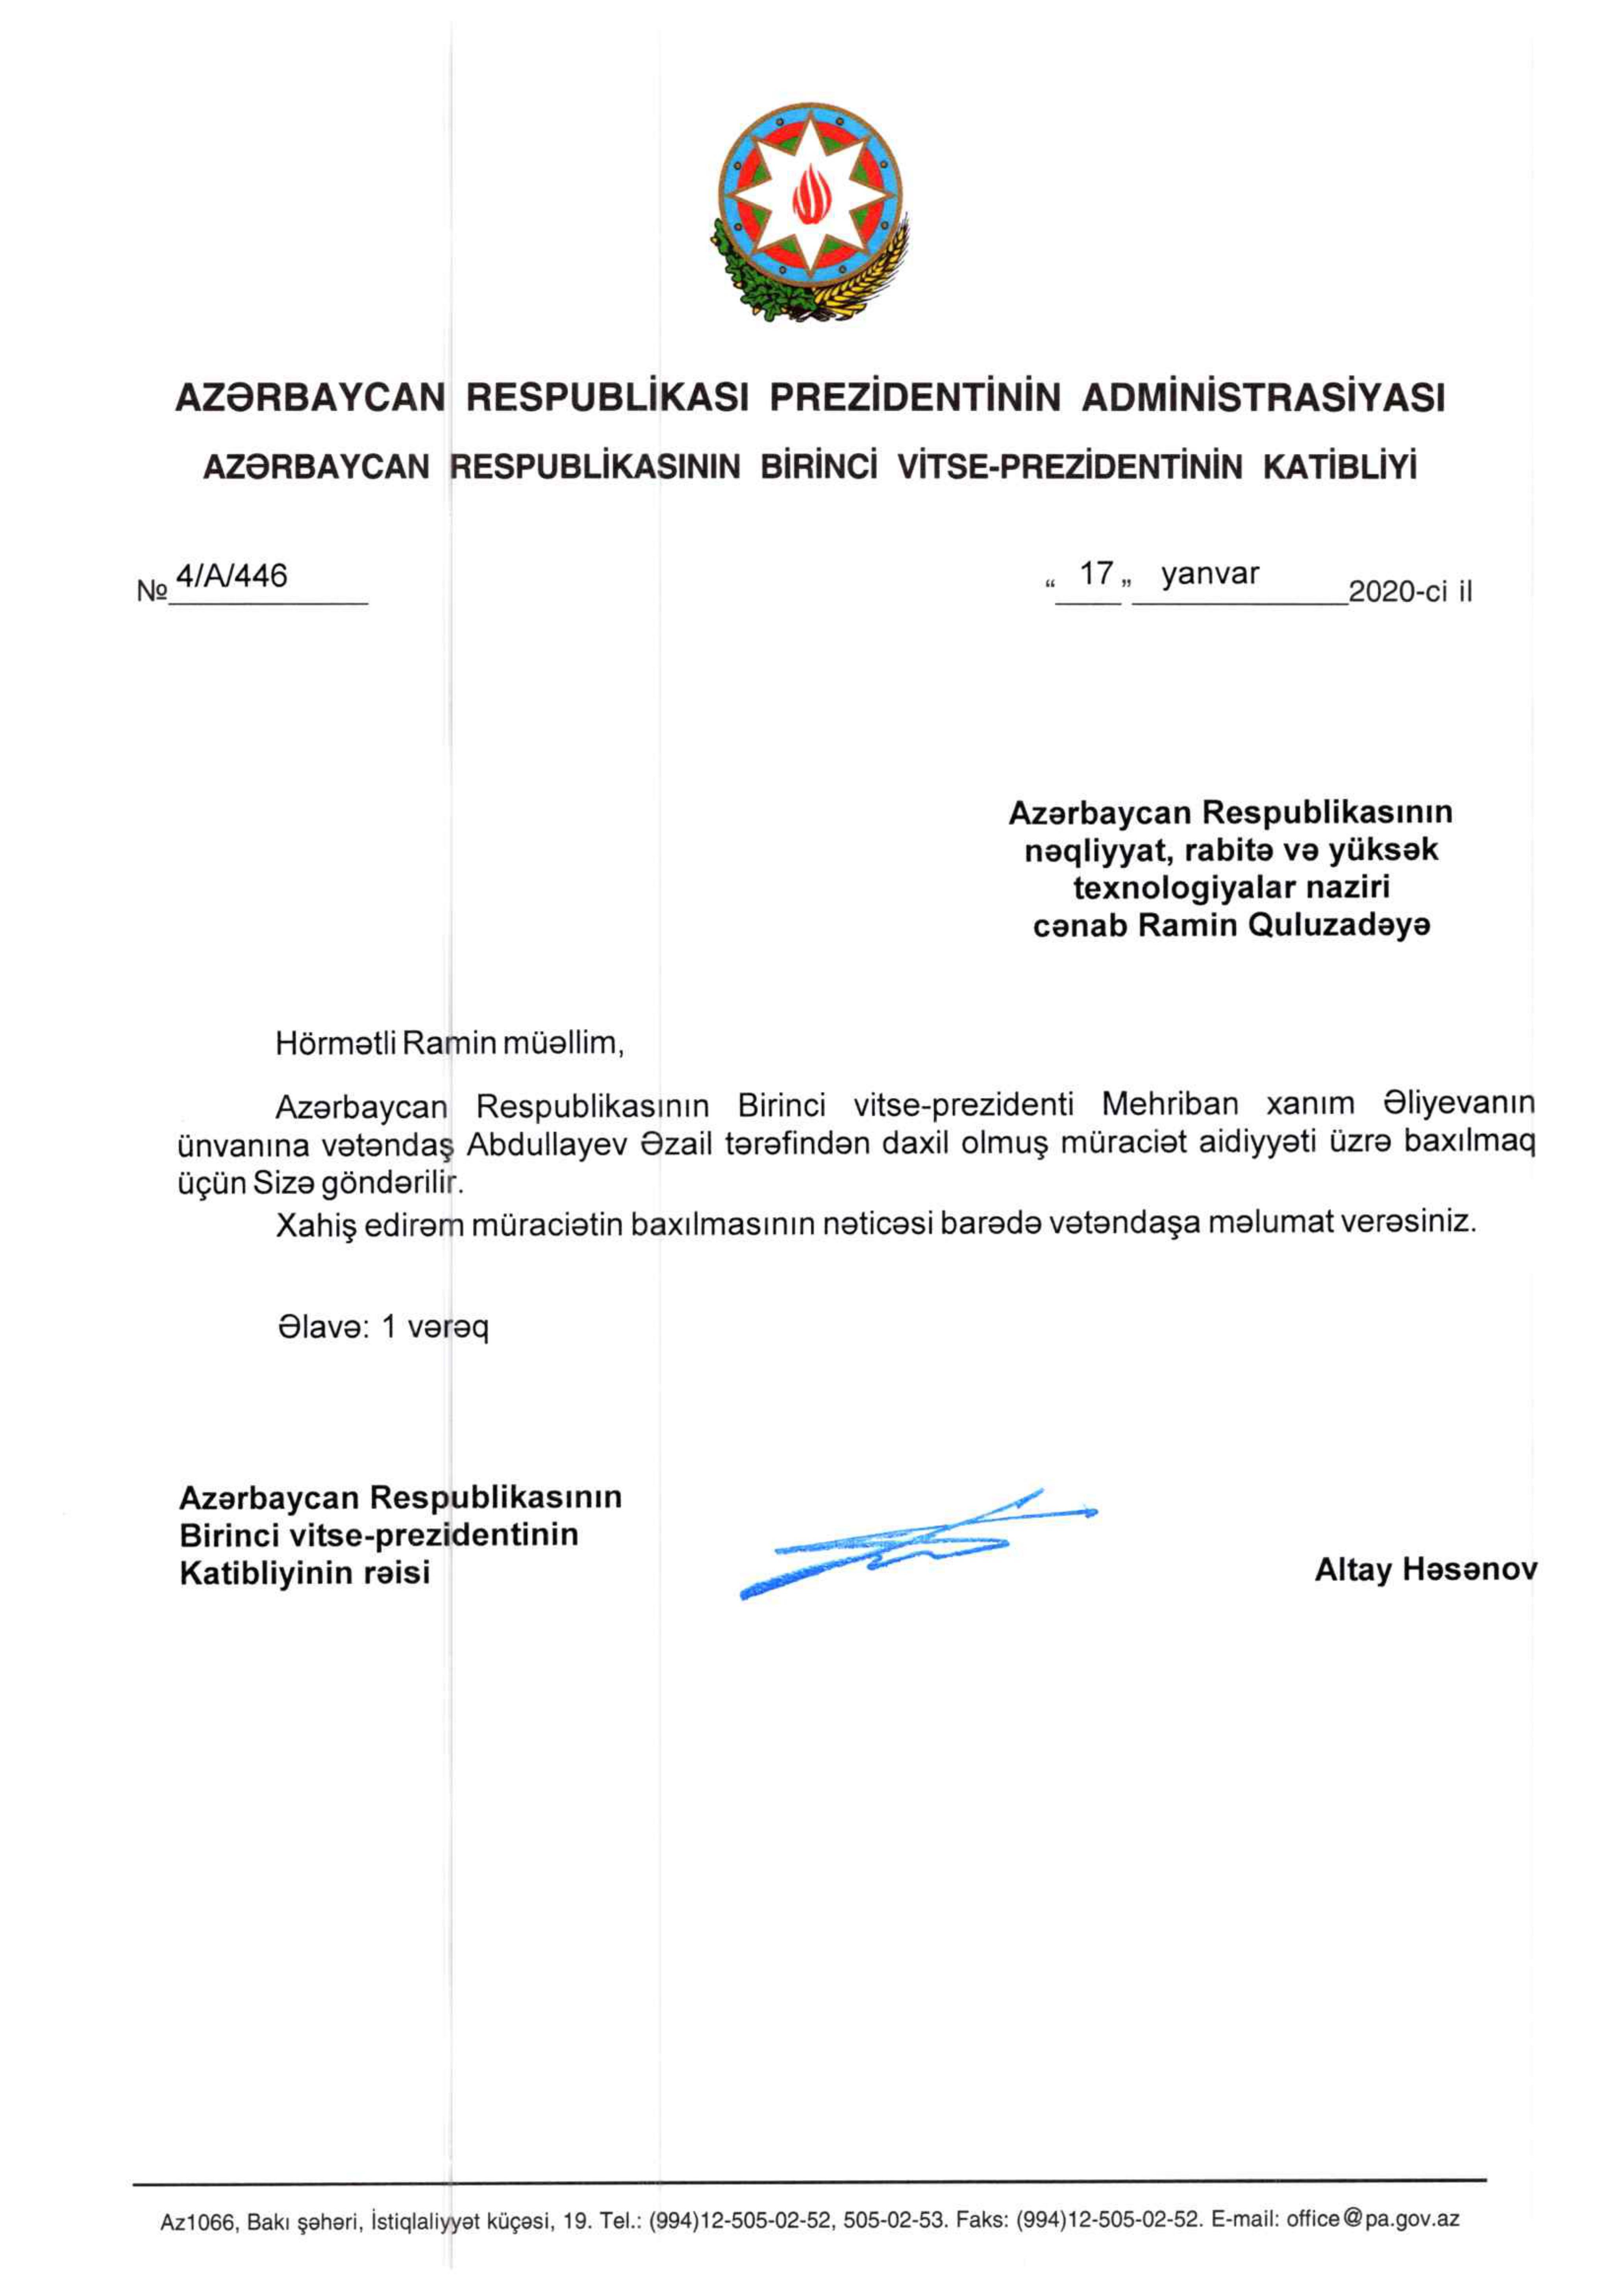 AZƏRBAYCAN RESPUBLİKASI PREZİDENTİNİN ADMİNİSTRASİYASI
AZƏRBAYCAN RESPUBLİKASININ BİRİNCİ VİTSE-PREZİDENTİNİN KATİBLİYİ
№ 4/A/446 “ 17 „ yanvar 2020-ci il
Azərbaycan Respublikasının
nəqliyyat, rabitə və yüksək
texnologiyalar naziri
cənab Ramin Quluzadəyə
Hörmətli Ramin müəllim,
Azərbaycan Respublikasının Birinci vitse-prezidenti Mehriban xanım Əliyevanın
ünvanına vətəndaş Abdullayev Əzail tərəfindən daxil olmuş müraciət aidiyyəti üzrə baxılmaq
üçün Sizə göndərilir.
Xahiş edirəm müraciətin baxılmasının nəticəsi barədə vətəndaşa məlumat verəsiniz.
Əlavə: 1 vərəq
Azərbaycan Respublikasının
Birinci vitse-prezidentinin
Katibliyinin rəisi
Altay Həsənov
Az1066, Bakı şəhəri, İstiqlaliyyət küçəsi, 19. Tel.: (994)12-505-02-52, 505-02-53. Faks: (994)12-505-02-52. E-mail: office@pa.gov.az